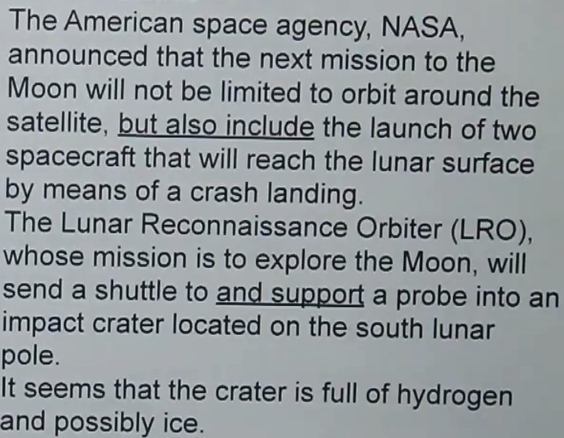 The American space agency, NASA,
announced that the next mission to the
Moon will not be limited to orbit around the
satellite, but also include the launch of two
spacecraft that will reach the lunar surface
by means of a crash landing.
The Lunar Reconnaissance Orbiter (LRO),
whose mission is to explore the Moon, will
send a shuttle to and support a probe into an
impact crater located on the south lunar
pole.
It seems that the crater is full of hydrogen
and possibly ice.